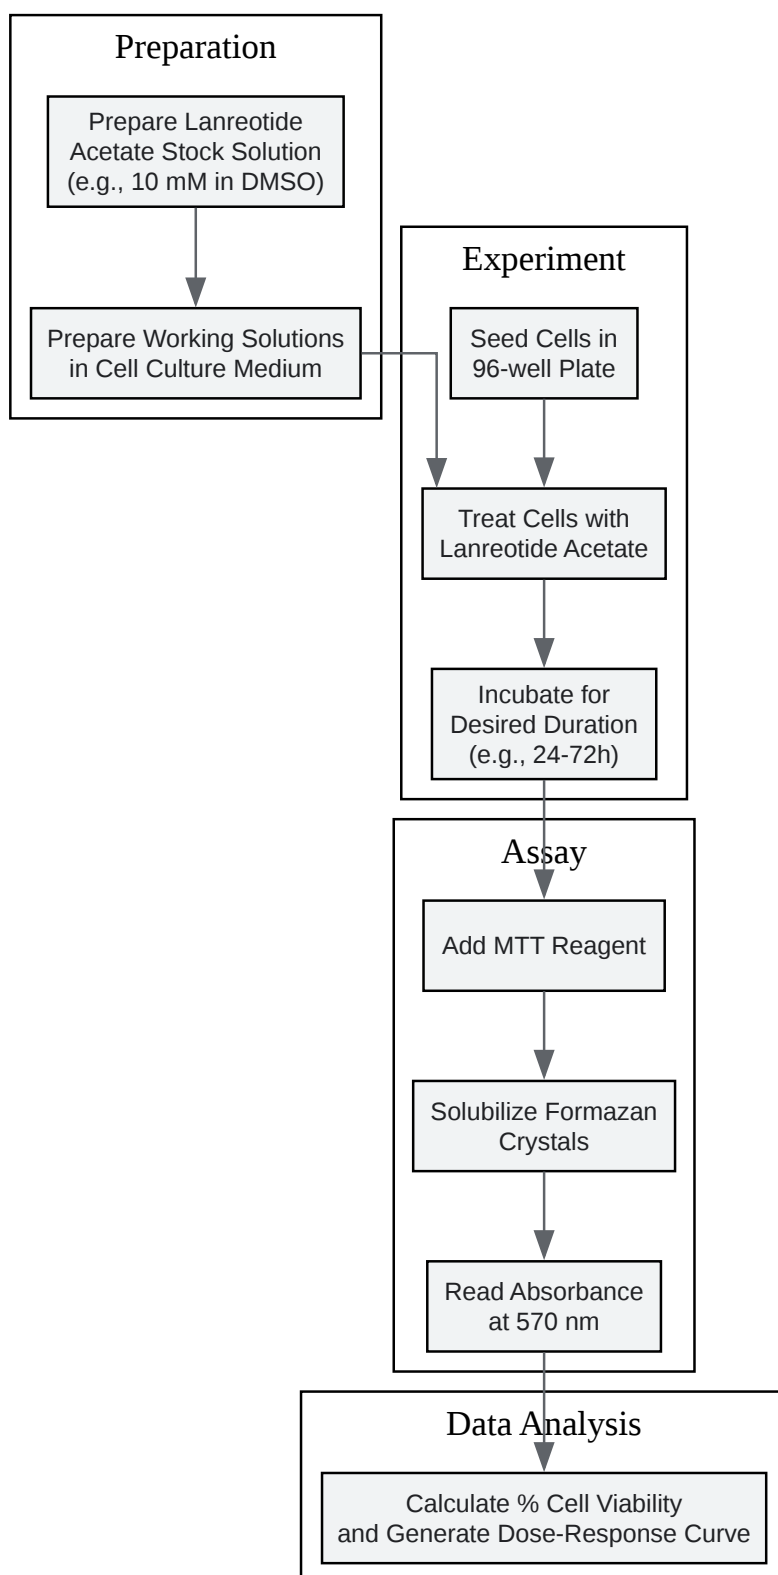 Preparation
Prepare Lanreotide
Acetate Stock Solution
(e.g., 10 mM in DMSO)
Prepare Working Solutions
in Cell Culture Medium
Experiment
Seed Cells in
96-well Plate
Treat Cells with
Lanreotide Acetate
Incubate for
Desired Duration
(e.g., 24-72h)
Assay
Add MTT Reagent
Solubilize Formazan
Crystals
Read Absorbance
at 570 nm
Data Analysis
Calculate % Cell Viability
and Generate Dose-Response Curve